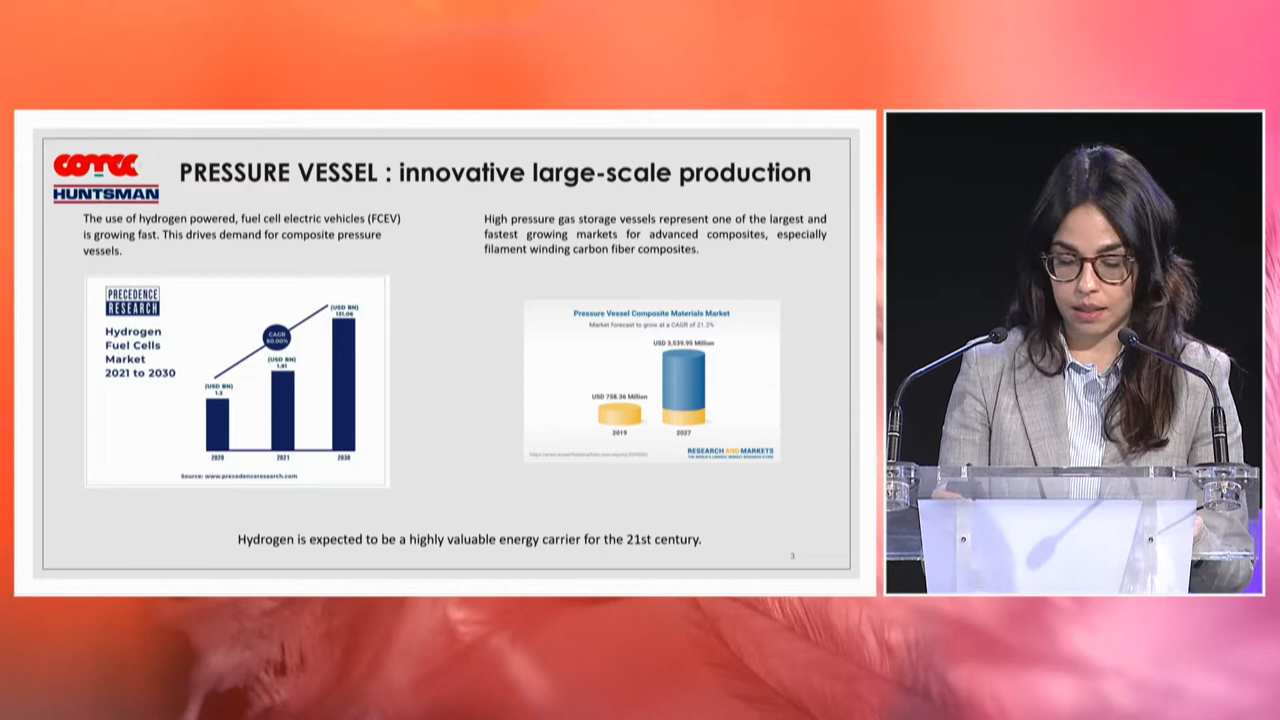 COTEC
HUNTSMAN
PRESSURE VESSEL : innovative large-scale production
The use of hydrogen powered, fuel cell electric vehicles (FCEV)
is growing fast. This drives demand for composite pressure
vessels.
PRECEDENCE
RESEARCH
Hydrogen
Fuel Cells
Market
2021 to 2030
CAGR
60.00%
(USD BN)
1.2
(USD BN)
1.91
(USD BN)
131.06
2020
2021
2030
Source: www.precedenceresearch.com
High pressure gas storage vessels represent one of the largest and
fastest growing markets for advanced composites, especially
filament winding carbon fiber composites.
Pressure Vessel Composite Materials Market
Market forecast to grow at a CAGR of 21.2%
USD 3,539.95 Million
USD 758.36 Million
2019
2027
RESEARCH AND MARKETS
THE WORLD'S LARGEST MARKET RESEARCH STORE
Hydrogen is expected to be a highly valuable energy carrier for the 21st century.
3